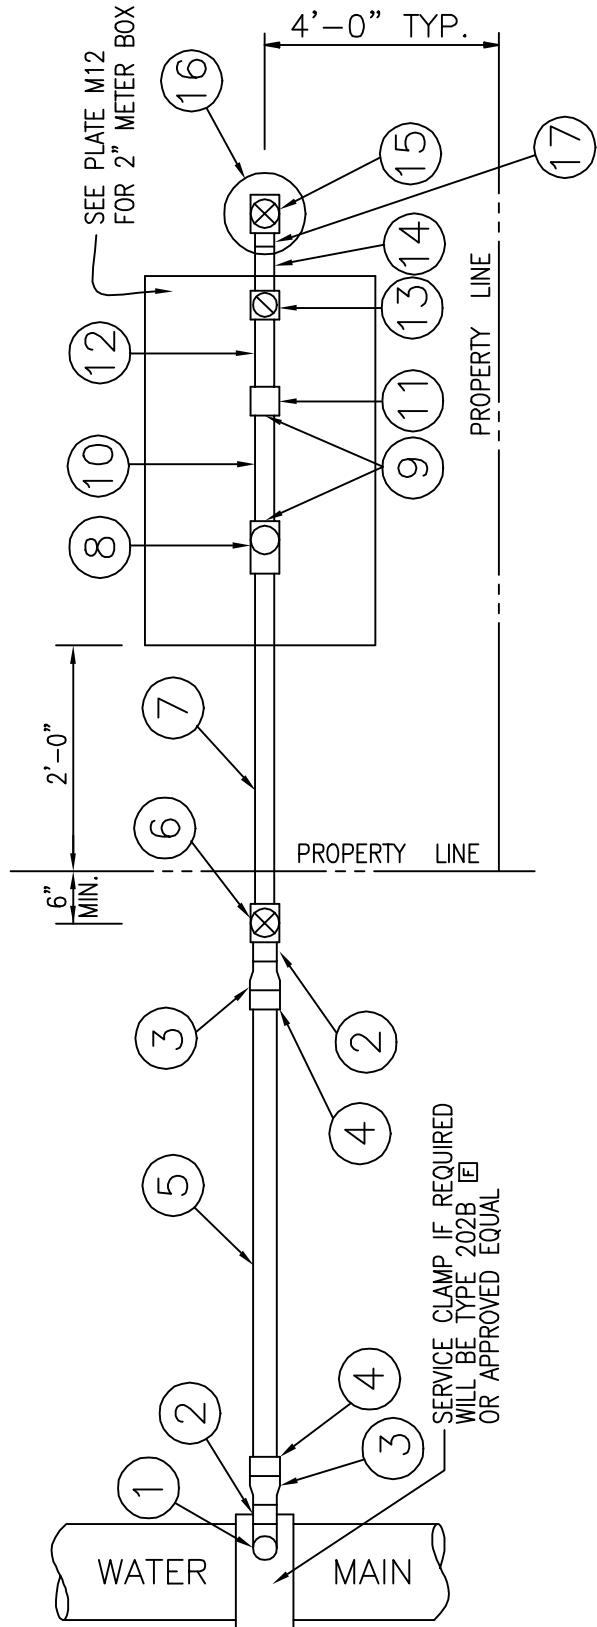 4'-0" TYP.
SEE PLATE M12
FOR 2" METER BOX
16
15
17
14
13
12
11
10
9
8
PROPERTY LINE
2'-0"
7
6
PROPERTY LINE
6"
MIN.
3
2
4
5
SERVICE CLAMP IF REQUIRED
WILL BE TYPE 202B F
OR APPROVED EQUAL
4
2
3
1
WATER MAIN